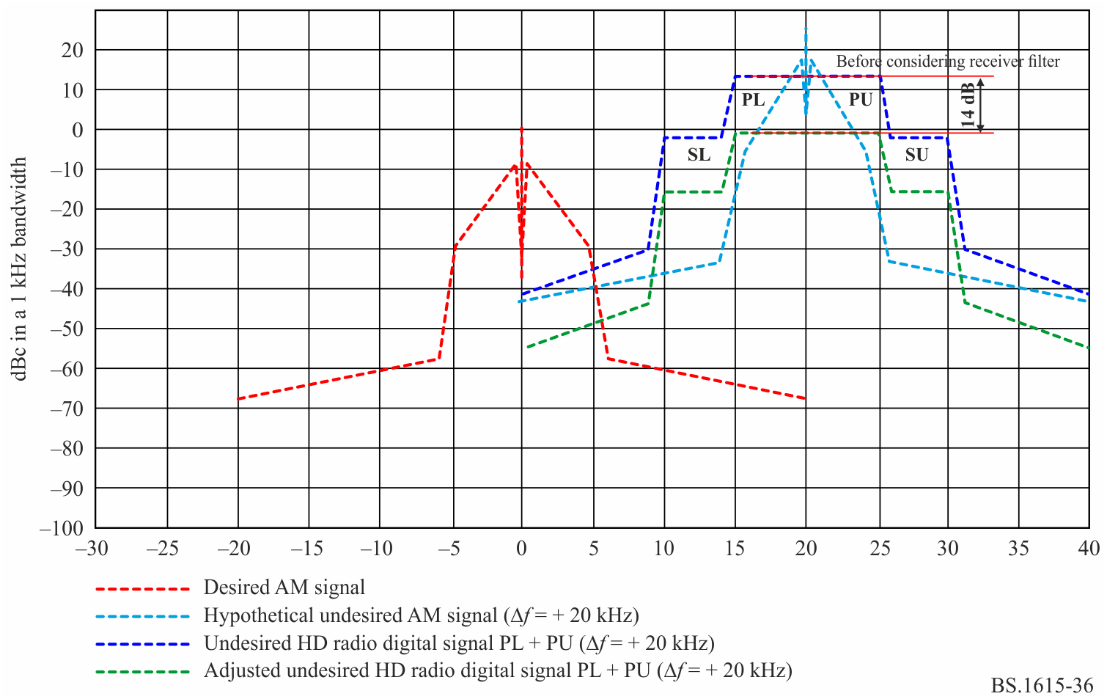 20
Before considering receiver filter
10
PL
PU
14 dB
0
SL
SU
–10
–20
–30
–40
–50
–60
–70
–80
–90
–100
dBc in a 1 kHz bandwidth
–30 –25 –20 –15 –10 –5 0 5 10 15 20 25 30 35 40
Desired AM signal
Hypothetical undesired AM signal (Δf = + 20 kHz)
Undesired HD radio digital signal PL + PU (Δf = + 20 kHz)
Adjusted undesired HD radio digital signal PL + PU (Δf = + 20 kHz)
BS.1615-36